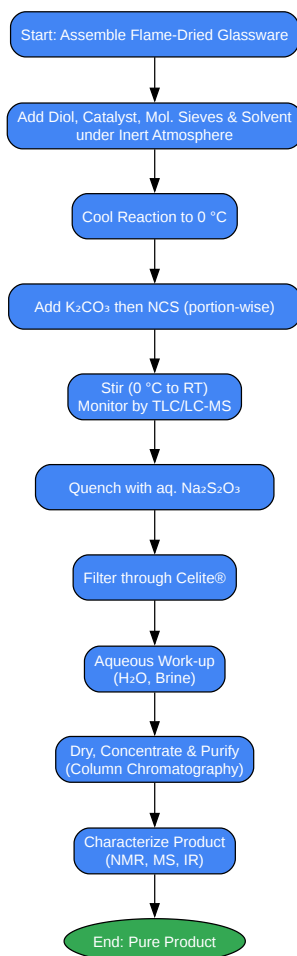 Start: Assemble Flame-Dried Glassware
Add Diol, Catalyst, Mol. Sieves & Solvent
under Inert Atmosphere
Cool Reaction to 0 °C
Add K₂CO₃ then NCS (portion-wise)
Stir (0 °C to RT)
Monitor by TLC/LC-MS
Quench with aq. Na₂S₂O₃
Filter through Celite®
Aqueous Work-up
(H₂O, Brine)
Dry, Concentrate & Purify
(Column Chromatography)
Characterize Product
(NMR, MS, IR)
End: Pure Product